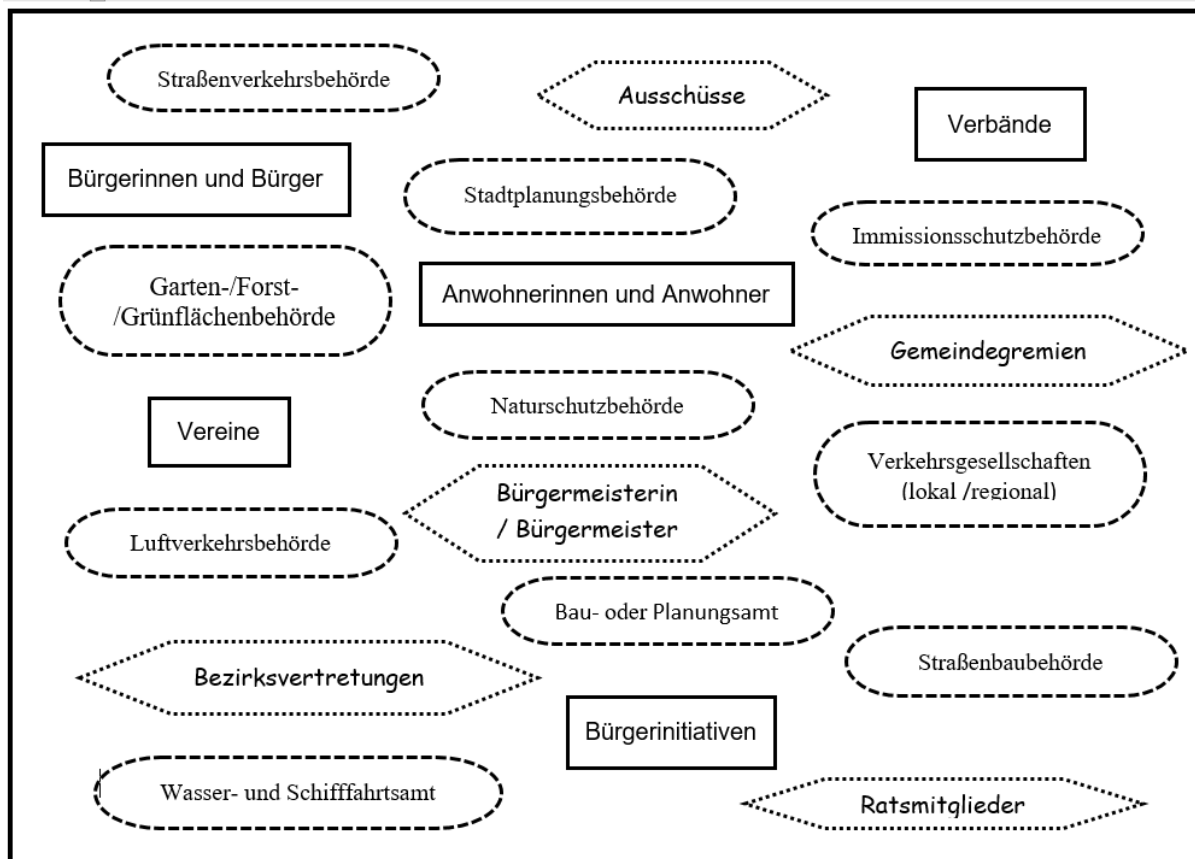 Straßenverkehrsbehörde
Ausschüsse
Verbände
Bürgerinnen und Bürger
Stadtplanungsbehörde
Immissionsschutzbehörde
Garten-/Forst-
/Grünflächenbehörde
Anwohnerinnen und Anwohner
Gemeindegremien
Naturschutzbehörde
Vereine
Verkehrsgesellschaften
(lokal /regional)
Bürgermeisterin
/ Bürgermeister
Luftverkehrsbehörde
Bau- oder Planungsamt
Straßenbaubehörde
Bezirksvertretungen
Bürgerinitiativen
Wasser- und Schifffahrtsamt
Ratsmitglieder